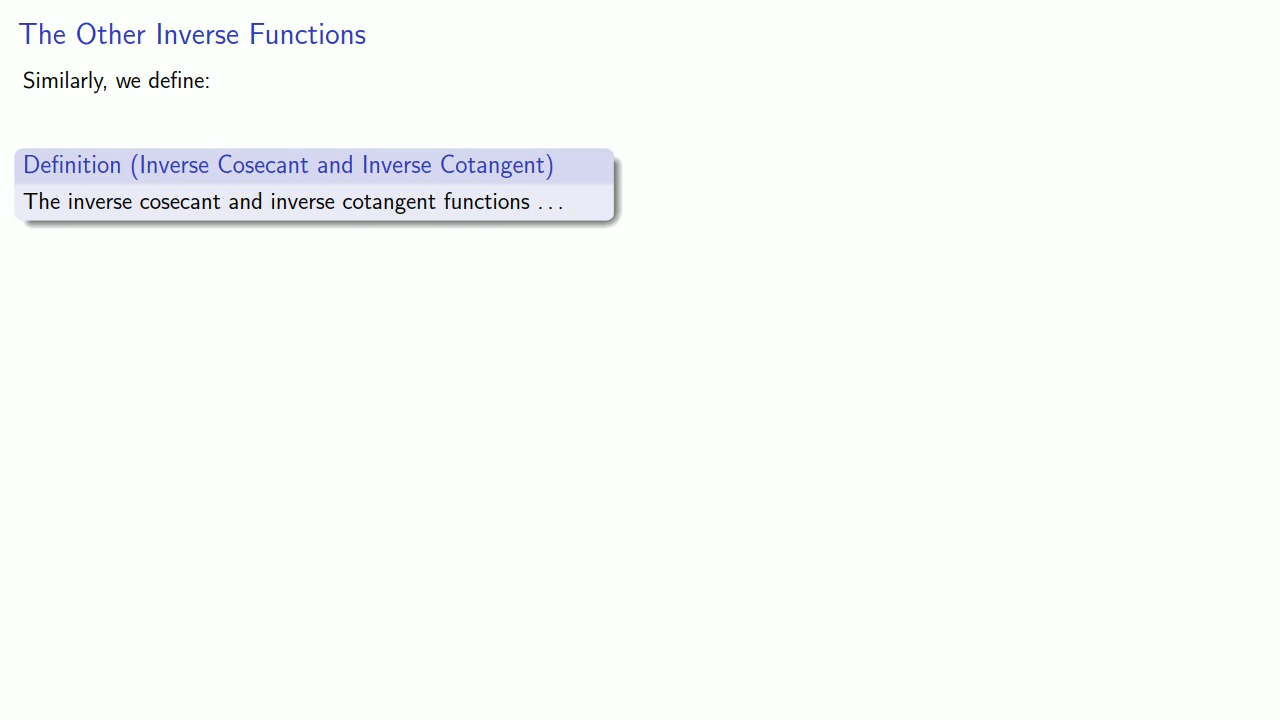 The Other Inverse Functions
Similarly, we define:
Definition (Inverse Cosecant and Inverse Cotangent)
The inverse cosecant and inverse cotangent functions . . .